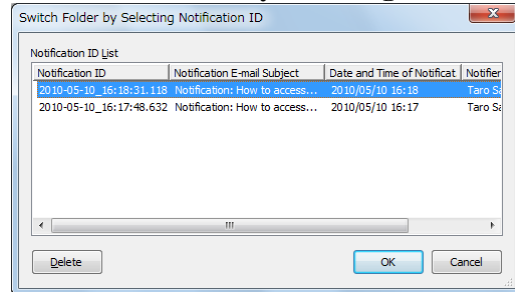 Switch Folder by Selecting Notification ID
Notification ID List
Notification ID Notification E-mail Subject Date and Time of Notificat Notifier
2010-05-10_16:18:31.118 Notification: How to access... 2010/05/10 16:18 Taro Sa
2010-05-10_16:17:48.632 Notification: How to access... 2010/05/10 16:17 Taro Sa
Delete OK Cancel